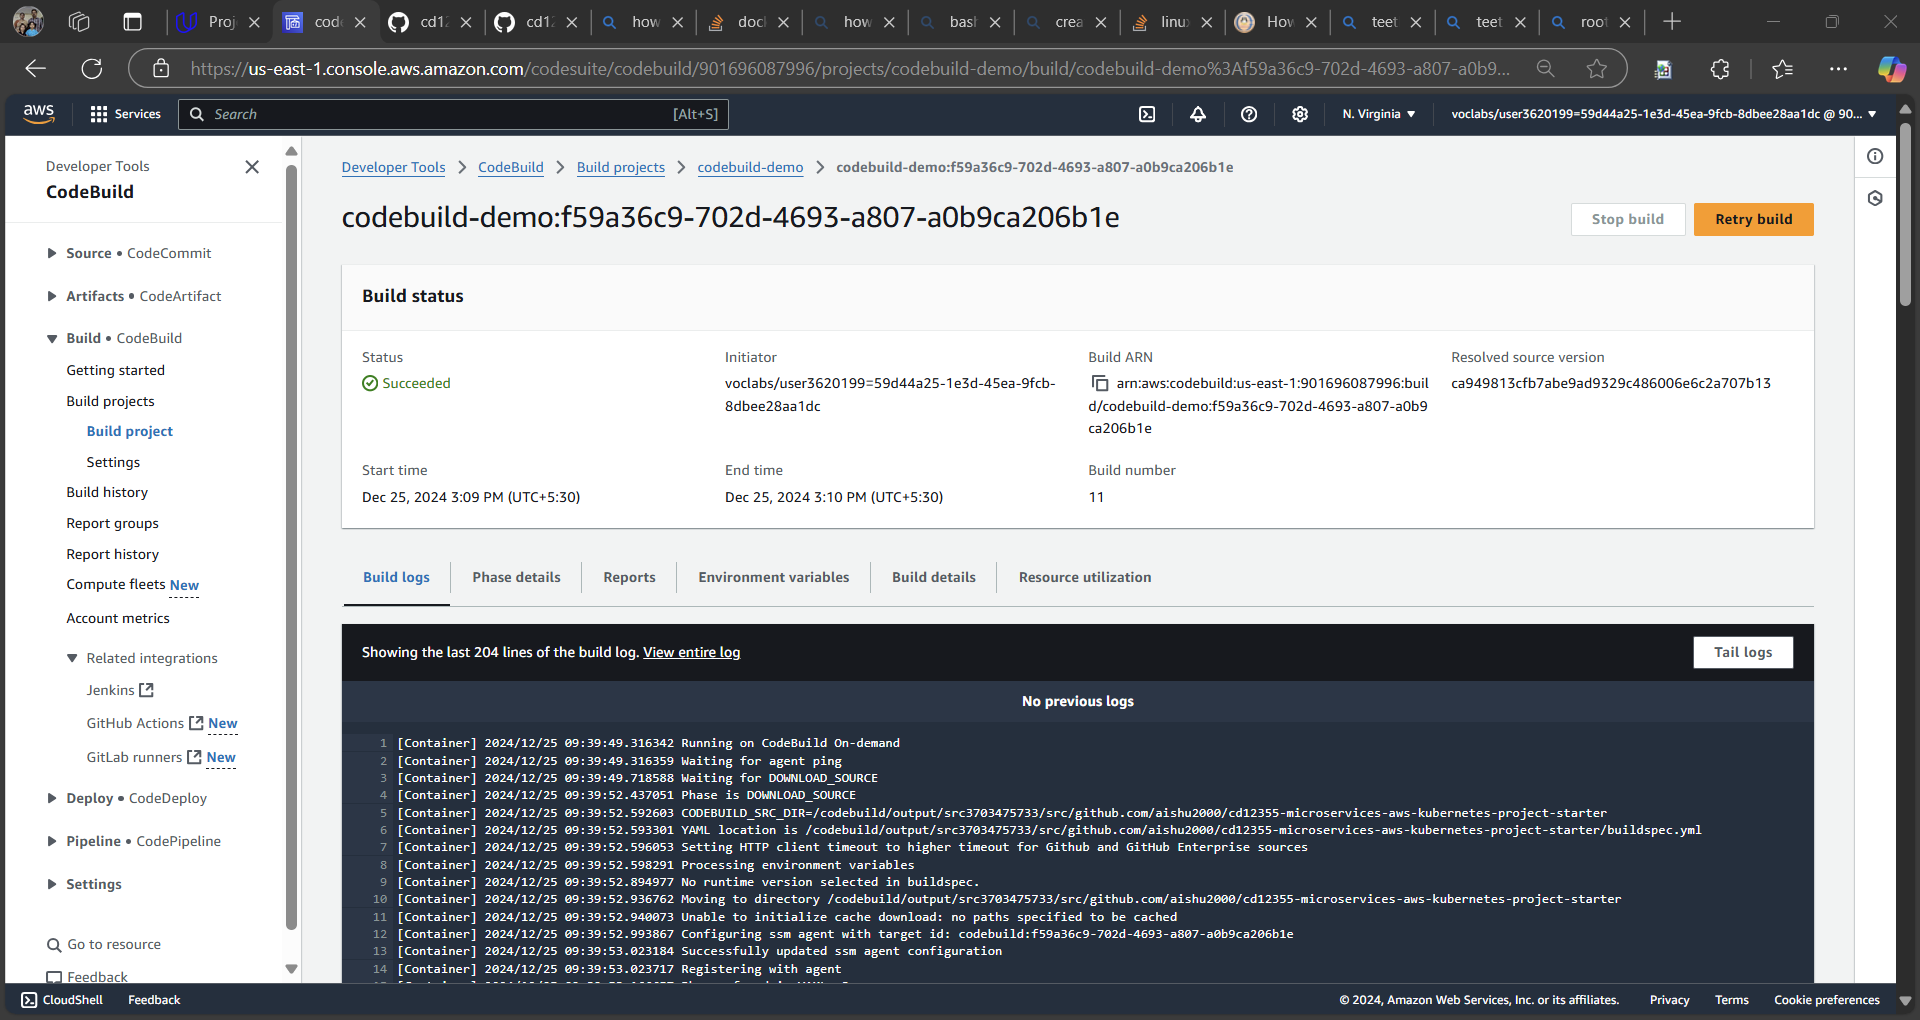 Proj
code
cd12
cd12
how
doc
how
bas
crea
linu
How
teet
teet
root
https://us-east-1.console.aws.amazon.com/codesuite/codebuild/901696087996/projects/codebuild-demo/build/codebuild-demo%3Af59a36c9-702d-4693-a807-a0b9...
aws
Services
Search
[Alt+S]
N. Virginia
voclabs/user3620199=59d44a25-1e3d-45ea-9fcb-8dbee28aa1dc @ 90...
Developer Tools
CodeBuild
Source • CodeCommit
Artifacts • CodeArtifact
Build • CodeBuild
Getting started
Build projects
Build project
Settings
Build history
Report groups
Report history
Compute fleets New
Account metrics
Related integrations
Jenkins
GitHub Actions New
GitLab runners New
Deploy • CodeDeploy
Pipeline • CodePipeline
Settings
Go to resource
Feedback
Developer Tools > CodeBuild > Build projects > codebuild-demo > codebuild-demo:f59a36c9-702d-4693-a807-a0b9ca206b1e
codebuild-demo:f59a36c9-702d-4693-a807-a0b9ca206b1e
Stop build
Retry build
Build status
Status
Succeeded
Initiator
voclabs/user3620199=59d44a25-1e3d-45ea-9fcb-
8dbee28aa1dc
Build ARN
arn:aws:codebuild:us-east-1:901696087996:buil
d/codebuild-demo:f59a36c9-702d-4693-a807-a0b9
ca206b1e
Resolved source version
ca949813cfb7abe9ad9329c486006e6c2a707b13
Start time
Dec 25, 2024 3:09 PM (UTC+5:30)
End time
Dec 25, 2024 3:10 PM (UTC+5:30)
Build number
11
Build logs
Phase details
Reports
Environment variables
Build details
Resource utilization
Showing the last 204 lines of the build log. View entire log
Tail logs
No previous logs
1 [Container] 2024/12/25 09:39:49.316342 Running on CodeBuild On-demand
2 [Container] 2024/12/25 09:39:49.316359 Waiting for agent ping
3 [Container] 2024/12/25 09:39:49.718588 Waiting for DOWNLOAD_SOURCE
4 [Container] 2024/12/25 09:39:52.437051 Phase is DOWNLOAD_SOURCE
5 [Container] 2024/12/25 09:39:52.592603 CODEBUILD_SRC_DIR=/codebuild/output/src3703475733/src/github.com/aishu2000/cd12355-microservices-aws-kubernetes-project-starter
6 [Container] 2024/12/25 09:39:52.593301 YAML location is /codebuild/output/src3703475733/src/github.com/aishu2000/cd12355-microservices-aws-kubernetes-project-starter/buildspec.yml
7 [Container] 2024/12/25 09:39:52.596053 Setting HTTP client timeout to higher timeout for Github and GitHub Enterprise sources
8 [Container] 2024/12/25 09:39:52.598291 Processing environment variables
9 [Container] 2024/12/25 09:39:52.894977 No runtime version selected in buildspec.
10 [Container] 2024/12/25 09:39:52.936762 Moving to directory /codebuild/output/src3703475733/src/github.com/aishu2000/cd12355-microservices-aws-kubernetes-project-starter
11 [Container] 2024/12/25 09:39:52.940073 Unable to initialize cache download: no paths specified to be cached
12 [Container] 2024/12/25 09:39:52.993867 Configuring ssm agent with target id: codebuild:f59a36c9-702d-4693-a807-a0b9ca206b1e
13 [Container] 2024/12/25 09:39:53.023184 Successfully updated ssm agent configuration
14 [Container] 2024/12/25 09:39:53.023717 Registering with agent
CloudShell
Feedback
© 2024, Amazon Web Services, Inc. or its affiliates.
Privacy
Terms
Cookie preferences